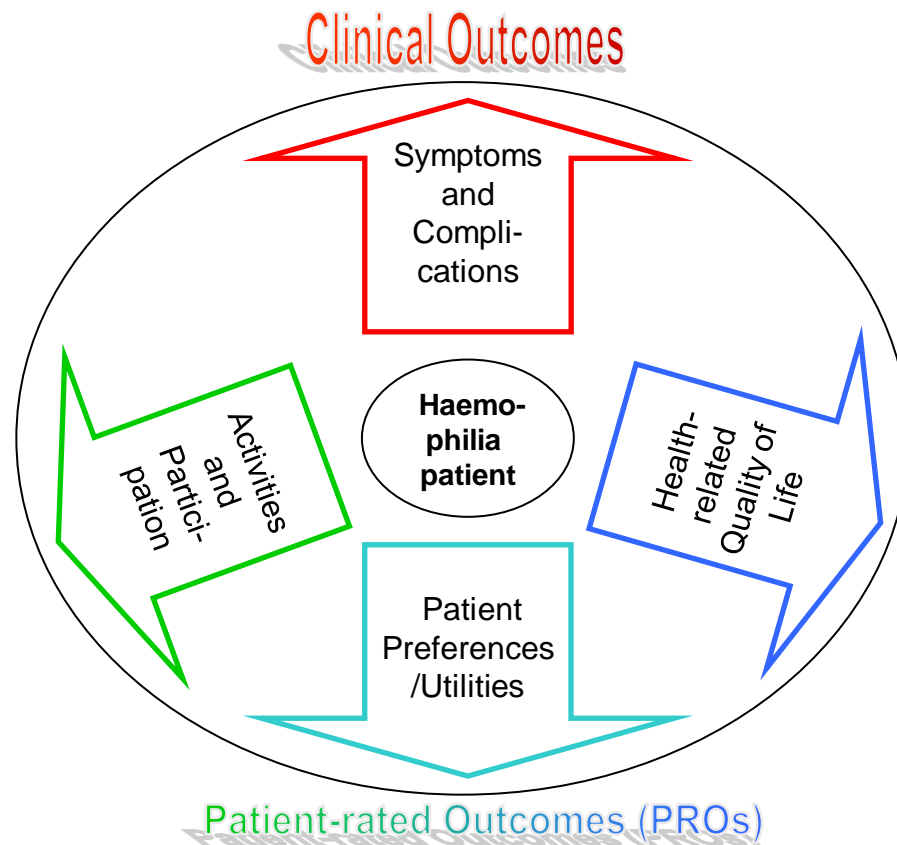 Clinical Outcomes
Symptoms
and
Compli-
cations
Haemo-
philia
patient
Activities
and
Partici-
pation
Health-
related
Quality of
Life
Patient
Preferences
/Utilities
Patient-rated Outcomes (PROs)